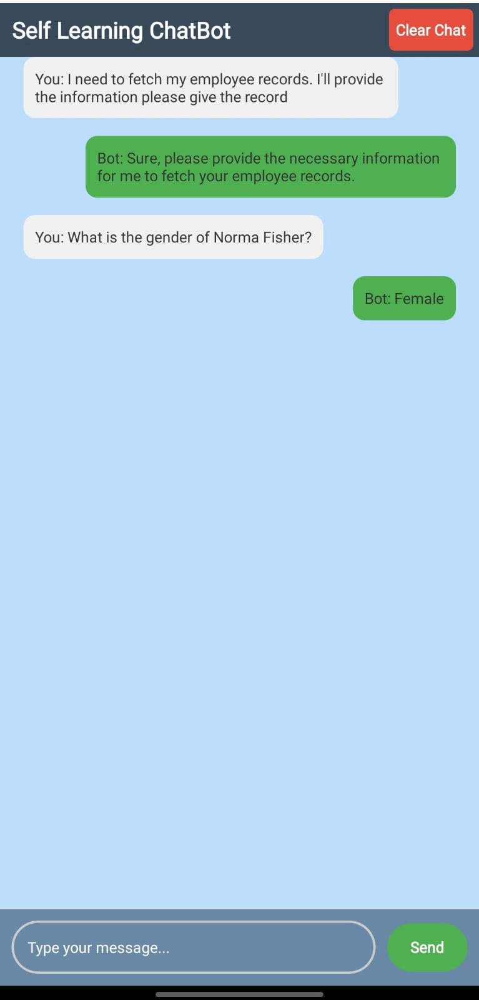 Self Learning ChatBot
Clear Chat
You: I need to fetch my employee records. I'll provide
the information please give the record
Bot: Sure, please provide the necessary information
for me to fetch your employee records.
You: What is the gender of Norma Fisher?
Bot: Female
Type your message...
Send